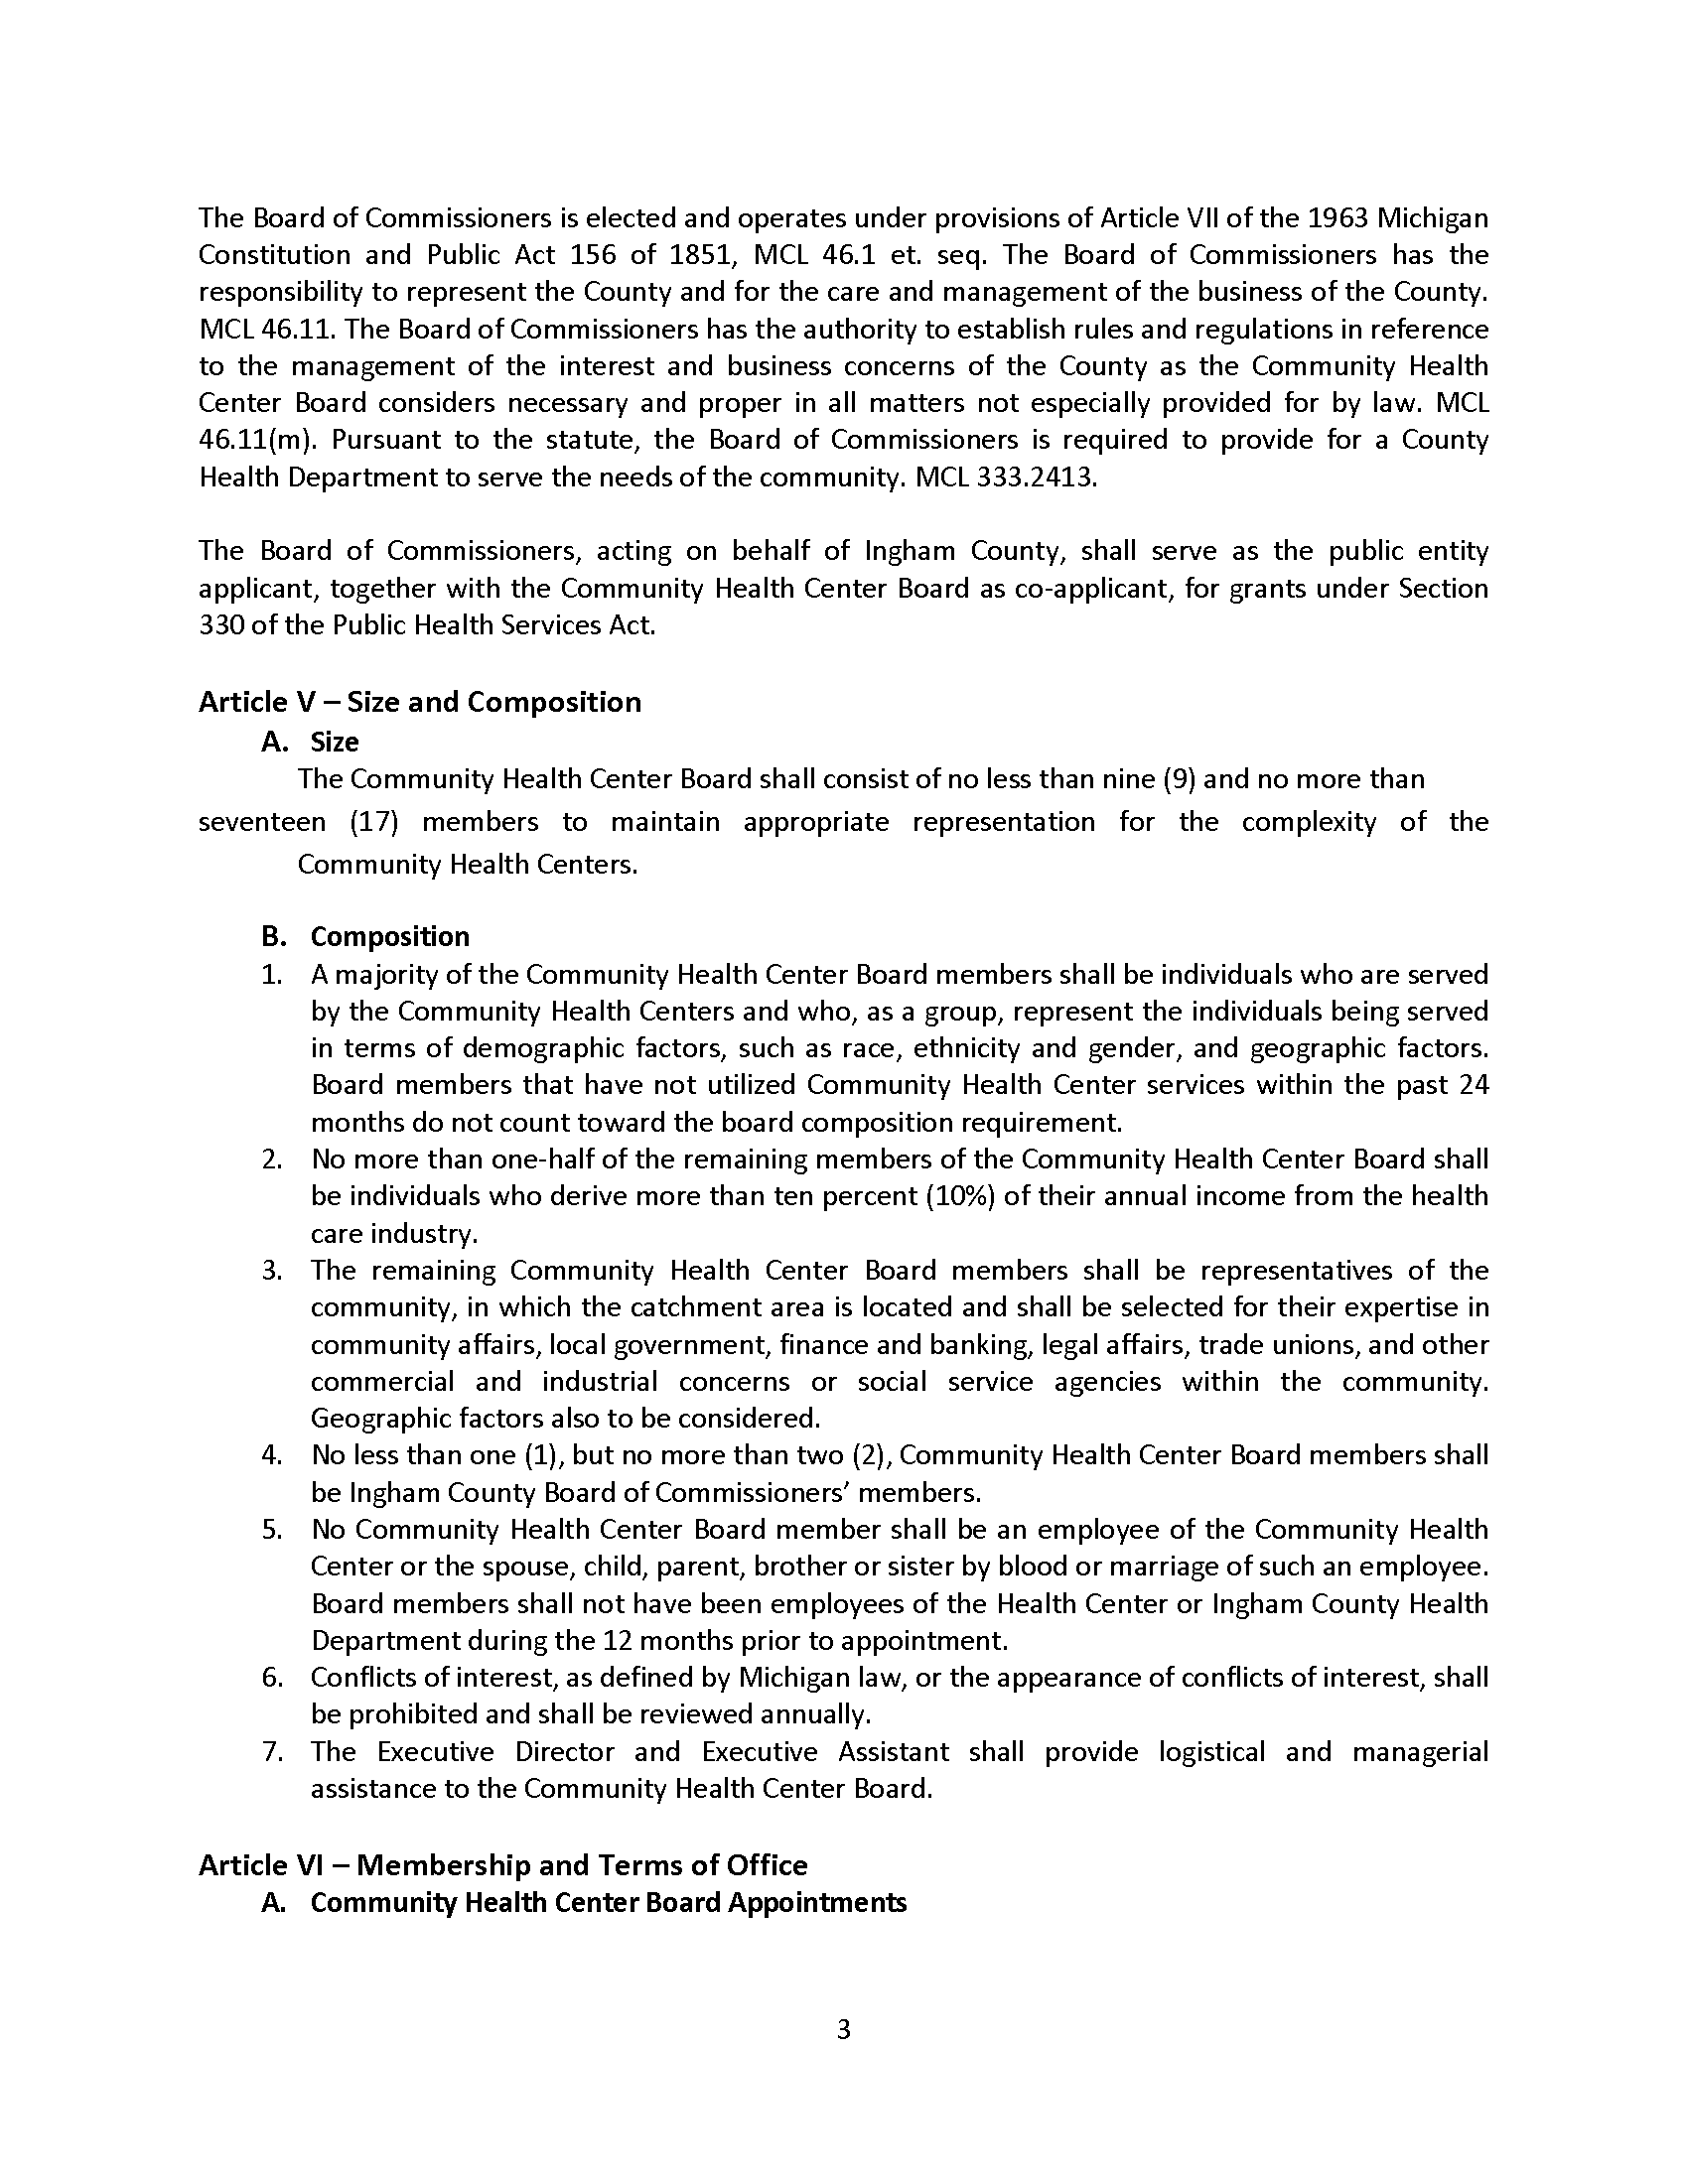 The Board of Commissioners is elected and operates under provisions of Article VII of the 1963 Michigan
Constitution and Public Act 156 of 1851, MCL 46.1 et. seq. The Board of Commissioners has the
responsibility to represent the County and for the care and management of the business of the County.
MCL 46.11. The Board of Commissioners has the authority to establish rules and regulations in reference
to the management of the interest and business concerns of the County as the Community Health
Center Board considers necessary and proper in all matters not especially provided for by law. MCL
46.11(m). Pursuant to the statute, the Board of Commissioners is required to provide for a County
Health Department to serve the needs of the community. MCL 333.2413.
The Board of Commissioners, acting on behalf of Ingham County, shall serve as the public entity
applicant, together with the Community Health Center Board as co-applicant, for grants under Section
330 of the Public Health Services Act.
Article V – Size and Composition
A. Size
The Community Health Center Board shall consist of no less than nine (9) and no more than
seventeen (17) members to maintain appropriate representation for the complexity of the
Community Health Centers.
B. Composition
1. A majority of the Community Health Center Board members shall be individuals who are served
by the Community Health Centers and who, as a group, represent the individuals being served
in terms of demographic factors, such as race, ethnicity and gender, and geographic factors.
Board members that have not utilized Community Health Center services within the past 24
months do not count toward the board composition requirement.
2. No more than one-half of the remaining members of the Community Health Center Board shall
be individuals who derive more than ten percent (10%) of their annual income from the health
care industry.
3. The remaining Community Health Center Board members shall be representatives of the
community, in which the catchment area is located and shall be selected for their expertise in
community affairs, local government, finance and banking, legal affairs, trade unions, and other
commercial and industrial concerns or social service agencies within the community.
Geographic factors also to be considered.
4. No less than one (1), but no more than two (2), Community Health Center Board members shall
be Ingham County Board of Commissioners’ members.
5. No Community Health Center Board member shall be an employee of the Community Health
Center or the spouse, child, parent, brother or sister by blood or marriage of such an employee.
Board members shall not have been employees of the Health Center or Ingham County Health
Department during the 12 months prior to appointment.
6. Conflicts of interest, as defined by Michigan law, or the appearance of conflicts of interest, shall
be prohibited and shall be reviewed annually.
7. The Executive Director and Executive Assistant shall provide logistical and managerial
assistance to the Community Health Center Board.
Article VI – Membership and Terms of Office
A. Community Health Center Board Appointments
3